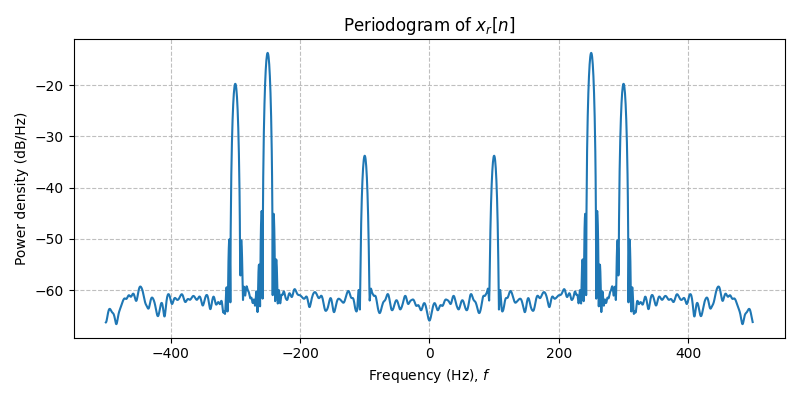 Periodogram of x_r[n]
Power density (dB/Hz)
−20
−30
−40
−50
−60
−400 −200 0 200 400
Frequency (Hz), f